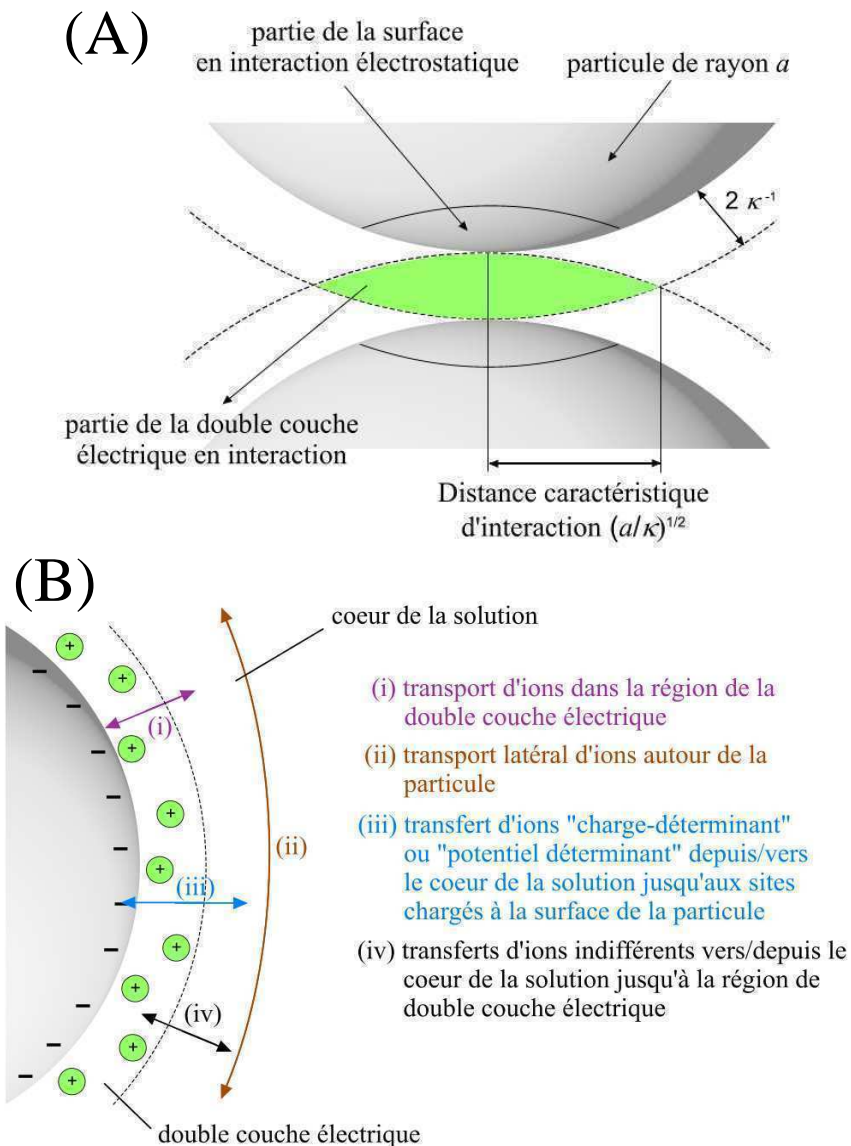 (A)
partie de la surface
en interaction électrostatique
particule de rayon a
2 κ⁻¹
partie de la double couche
électrique en interaction
Distance caractéristique
d'interaction (a/κ)^1/2
(B)
coeur de la solution
+
+
(i) transport d'ions dans la région de la
double couche électrique
(i)
+
(ii) transport latéral d'ions autour de la
particule
+
(ii)
(iii) transfert d'ions "charge-déterminant"
ou "potentiel déterminant" depuis/vers
le coeur de la solution jusqu'aux sites
chargés à la surface de la particule
+
(iii)
+
(iv) transferts d'ions indifférents vers/depuis le
coeur de la solution jusqu'à la région de
double couche électrique
+
(iv)
+
+
double couche électrique